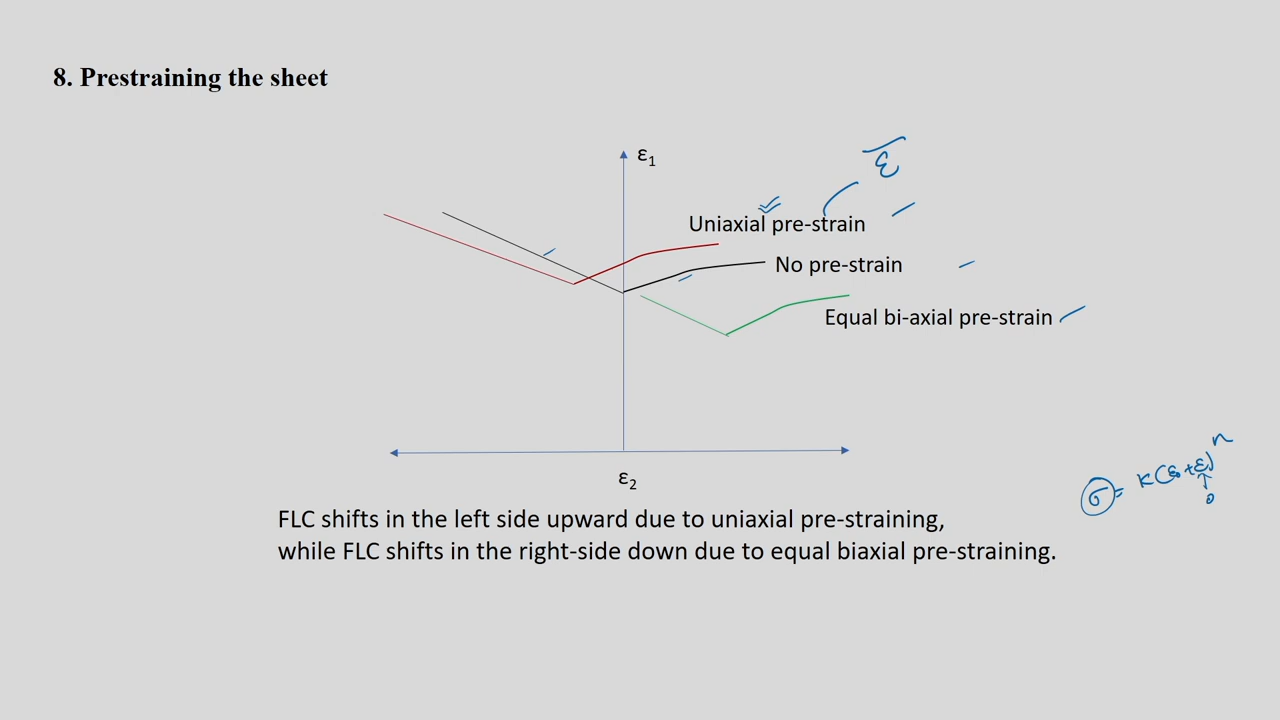 8. Prestraining the sheet
ε₁
ε̅
Uniaxial pre-strain
No pre-strain
Equal bi-axial pre-strain
ε₂
σ = K(ε₀+ε)ⁿ
0
FLC shifts in the left side upward due to uniaxial pre-straining,
while FLC shifts in the right-side down due to equal biaxial pre-straining.